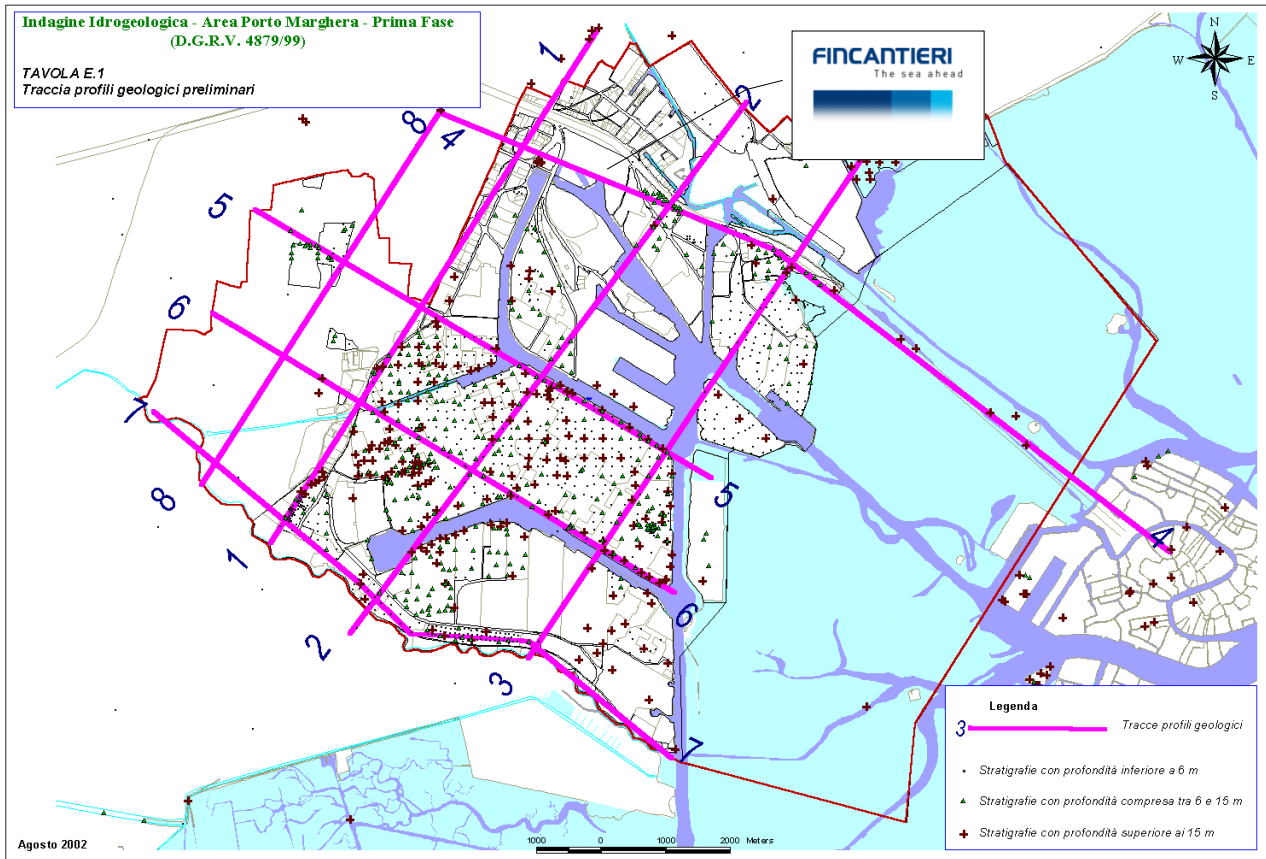 Indagine Idrogeologica - Area Porto Marghera - Prima Fase
(D.G.R.V. 4879/99)
TAVOLA E.1
Traccia profili geologici preliminari
FINCANTIERI
The sea ahead
N
W E
S
1
2
8
4
5
6
7
8
1
2
3
5
6
7
4
Legenda
3 Tracce profili geologici
Stratigrafie con profondità inferiore a 6 m
Stratigrafie con profondità compresa tra 6 e 15 m
Stratigrafie con profondità superiore ai 15 m
Agosto 2002
1000 0 1000 2000 Meters